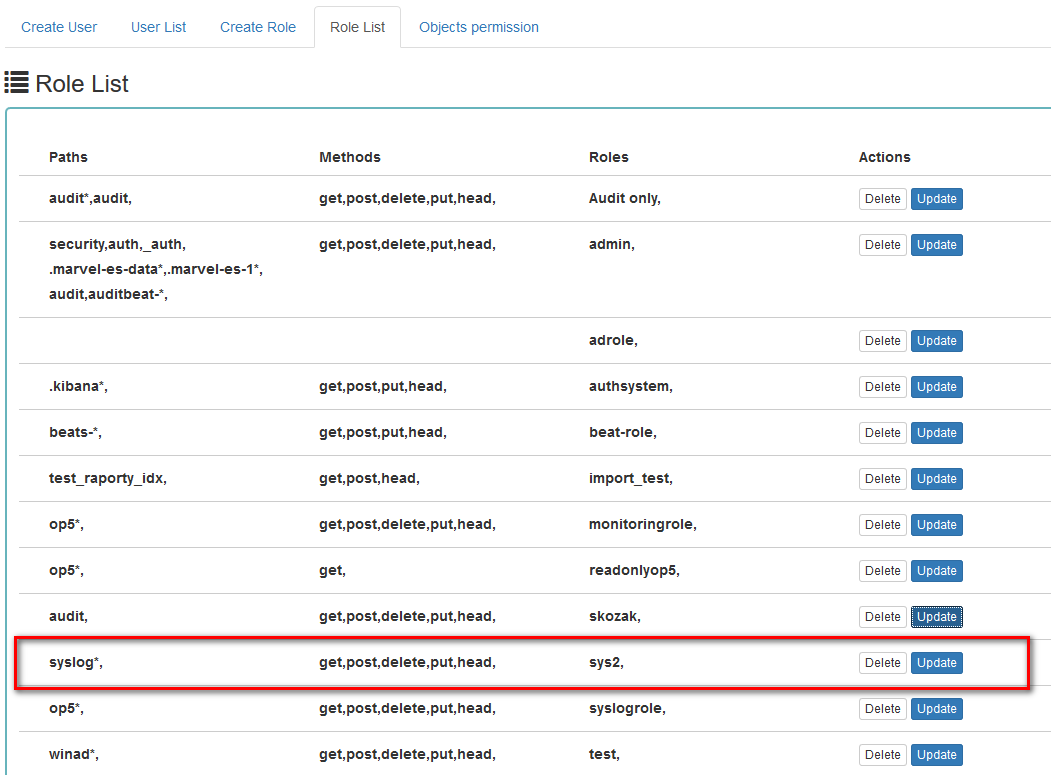 Create User User List Create Role Role List Objects permission
Role List
Paths Methods Roles Actions
audit*,audit, get,post,delete,put,head, Audit only, Delete Update
security,auth,_auth, get,post,delete,put,head, admin, Delete Update
.marvel-es-data*,.marvel-es-1*,
audit,auditbeat-*,
adrole, Delete Update
.kibana*, get,post,put,head, authsystem, Delete Update
beats-*, get,post,put,head, beat-role, Delete Update
test_raporty_idx, get,post,head, import_test, Delete Update
op5*, get,post,delete,put,head, monitoringrole, Delete Update
op5*, get, readonlyop5, Delete Update
audit, get,post,delete,put,head, skozak, Delete Update
syslog*, get,post,delete,put,head, sys2, Delete Update
op5*, get,post,delete,put,head, syslogrole, Delete Update
winad*, get,post,delete,put,head, test, Delete Update